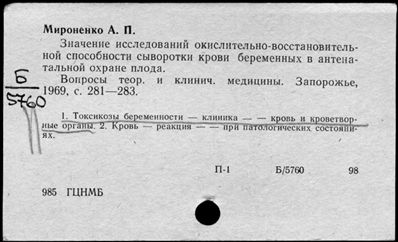 Мироненко А. П.
Значение исследований окислительно-восстановитель-
ной способности сыворотки крови беременных в антена-
тальной охране плода.
Вопросы теор. и клинич. медицины. Запорожье,
1969, с. 281—283.
Б
5760
1. Токсикозы беременности — клиника — — кровь и кроветвор-
ные органы. 2. Кровь — реакция — — при патологических состояни-
ях.
П-1 Б/5760 98
985 ГЦНМБ